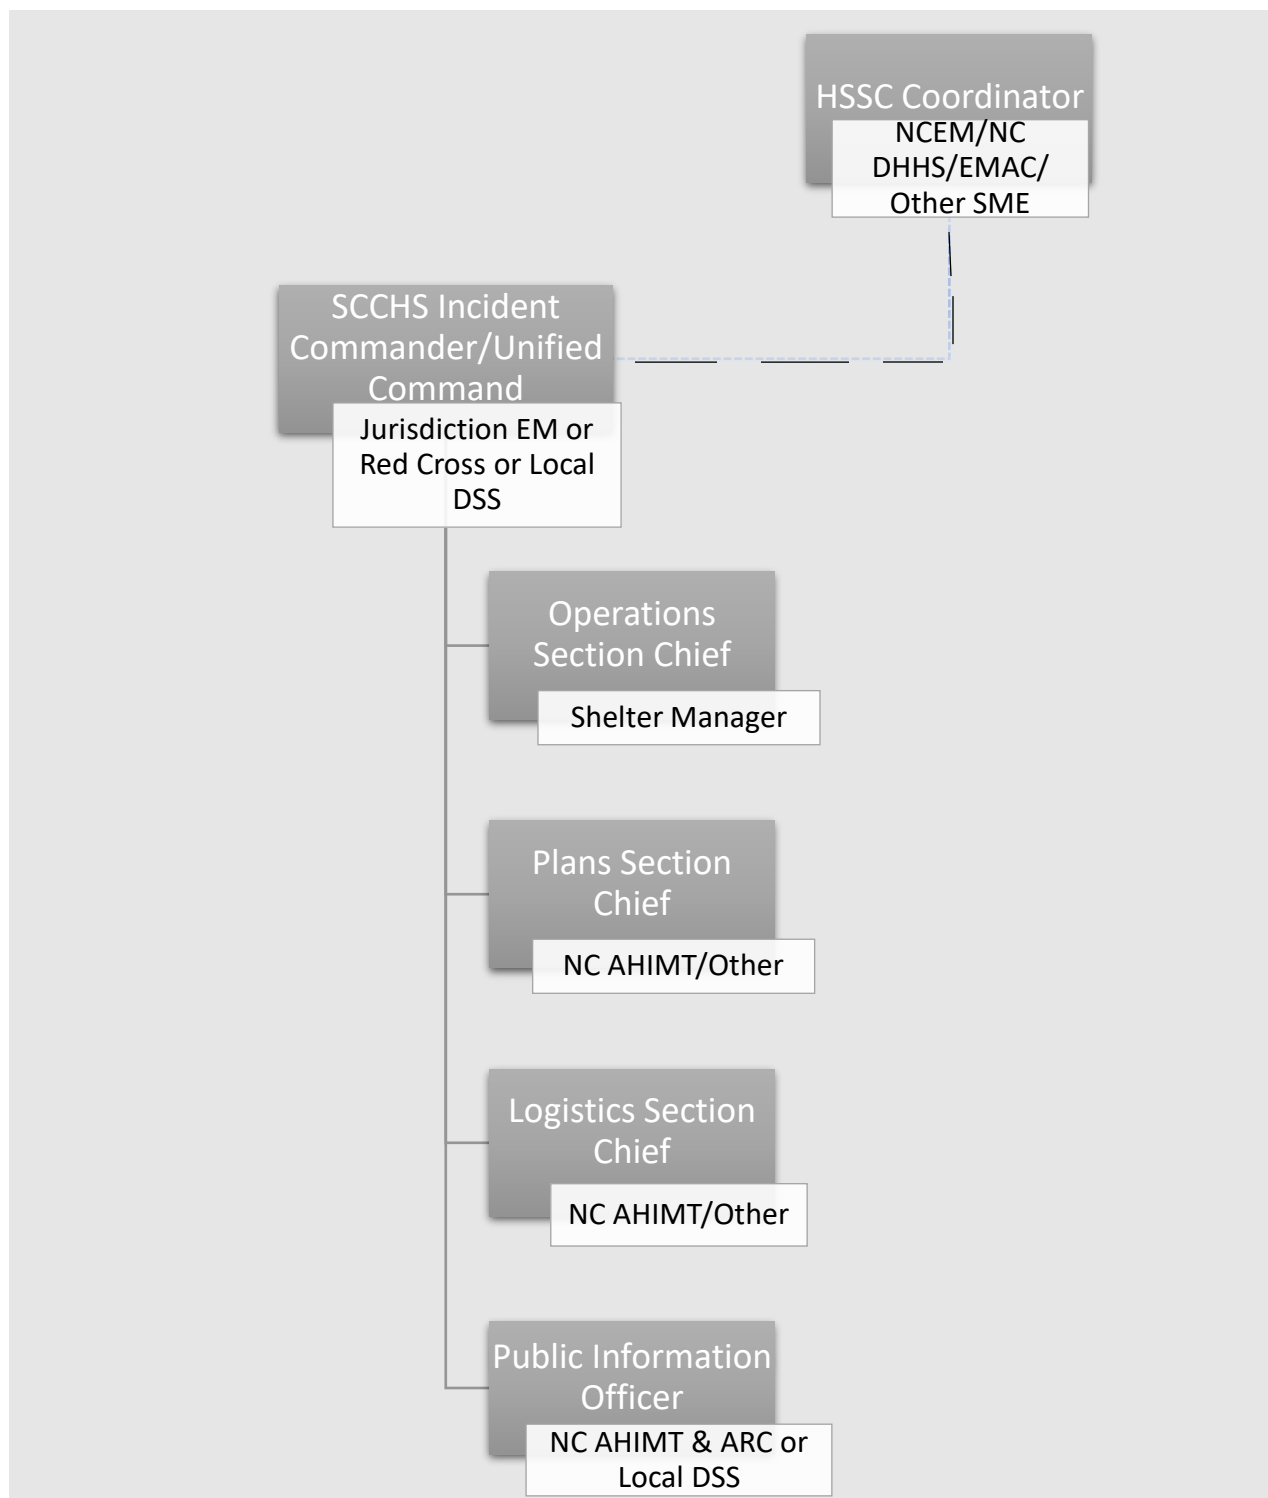 HSSC Coordinator
NCEM/NC
DHHS/EMAC/
Other SME
SCCHS Incident
Commander/Unified
Command
Jurisdiction EM or
Red Cross or Local
DSS
Operations
Section Chief
Shelter Manager
Plans Section
Chief
NC AHIMT/Other
Logistics Section
Chief
NC AHIMT/Other
Public Information
Officer
NC AHIMT & ARC or
Local DSS